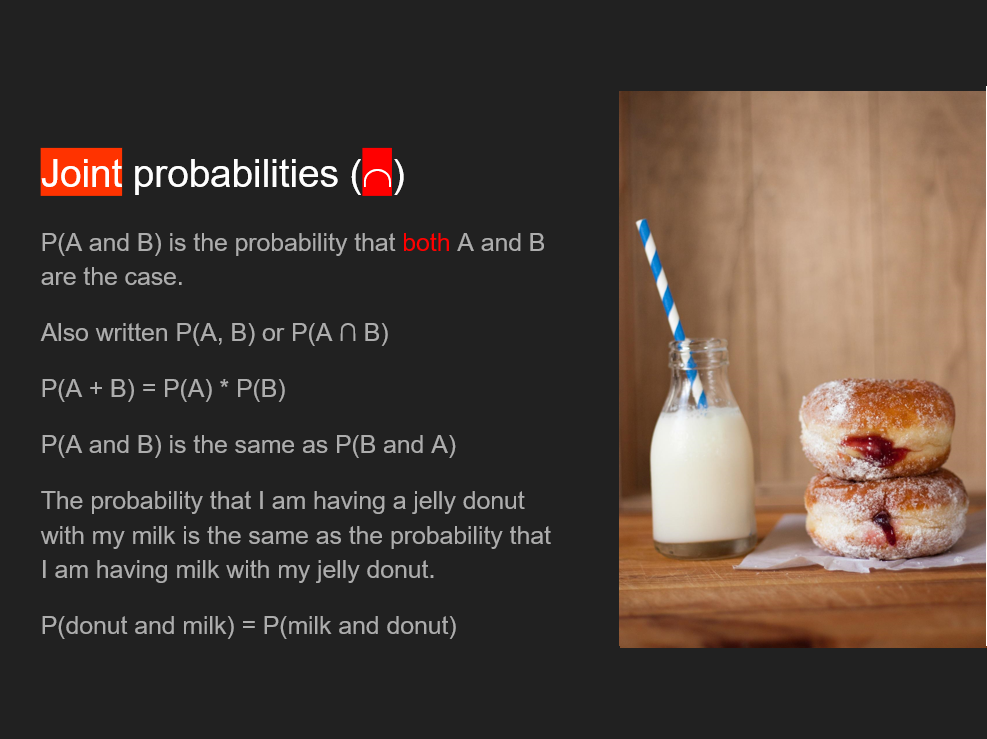 Joint probabilities (⌒)
P(A and B) is the probability that both A and B
are the case.
Also written P(A, B) or P(A ∩ B)
P(A + B) = P(A) * P(B)
P(A and B) is the same as P(B and A)
The probability that I am having a jelly donut
with my milk is the same as the probability that
I am having milk with my jelly donut.
P(donut and milk) = P(milk and donut)